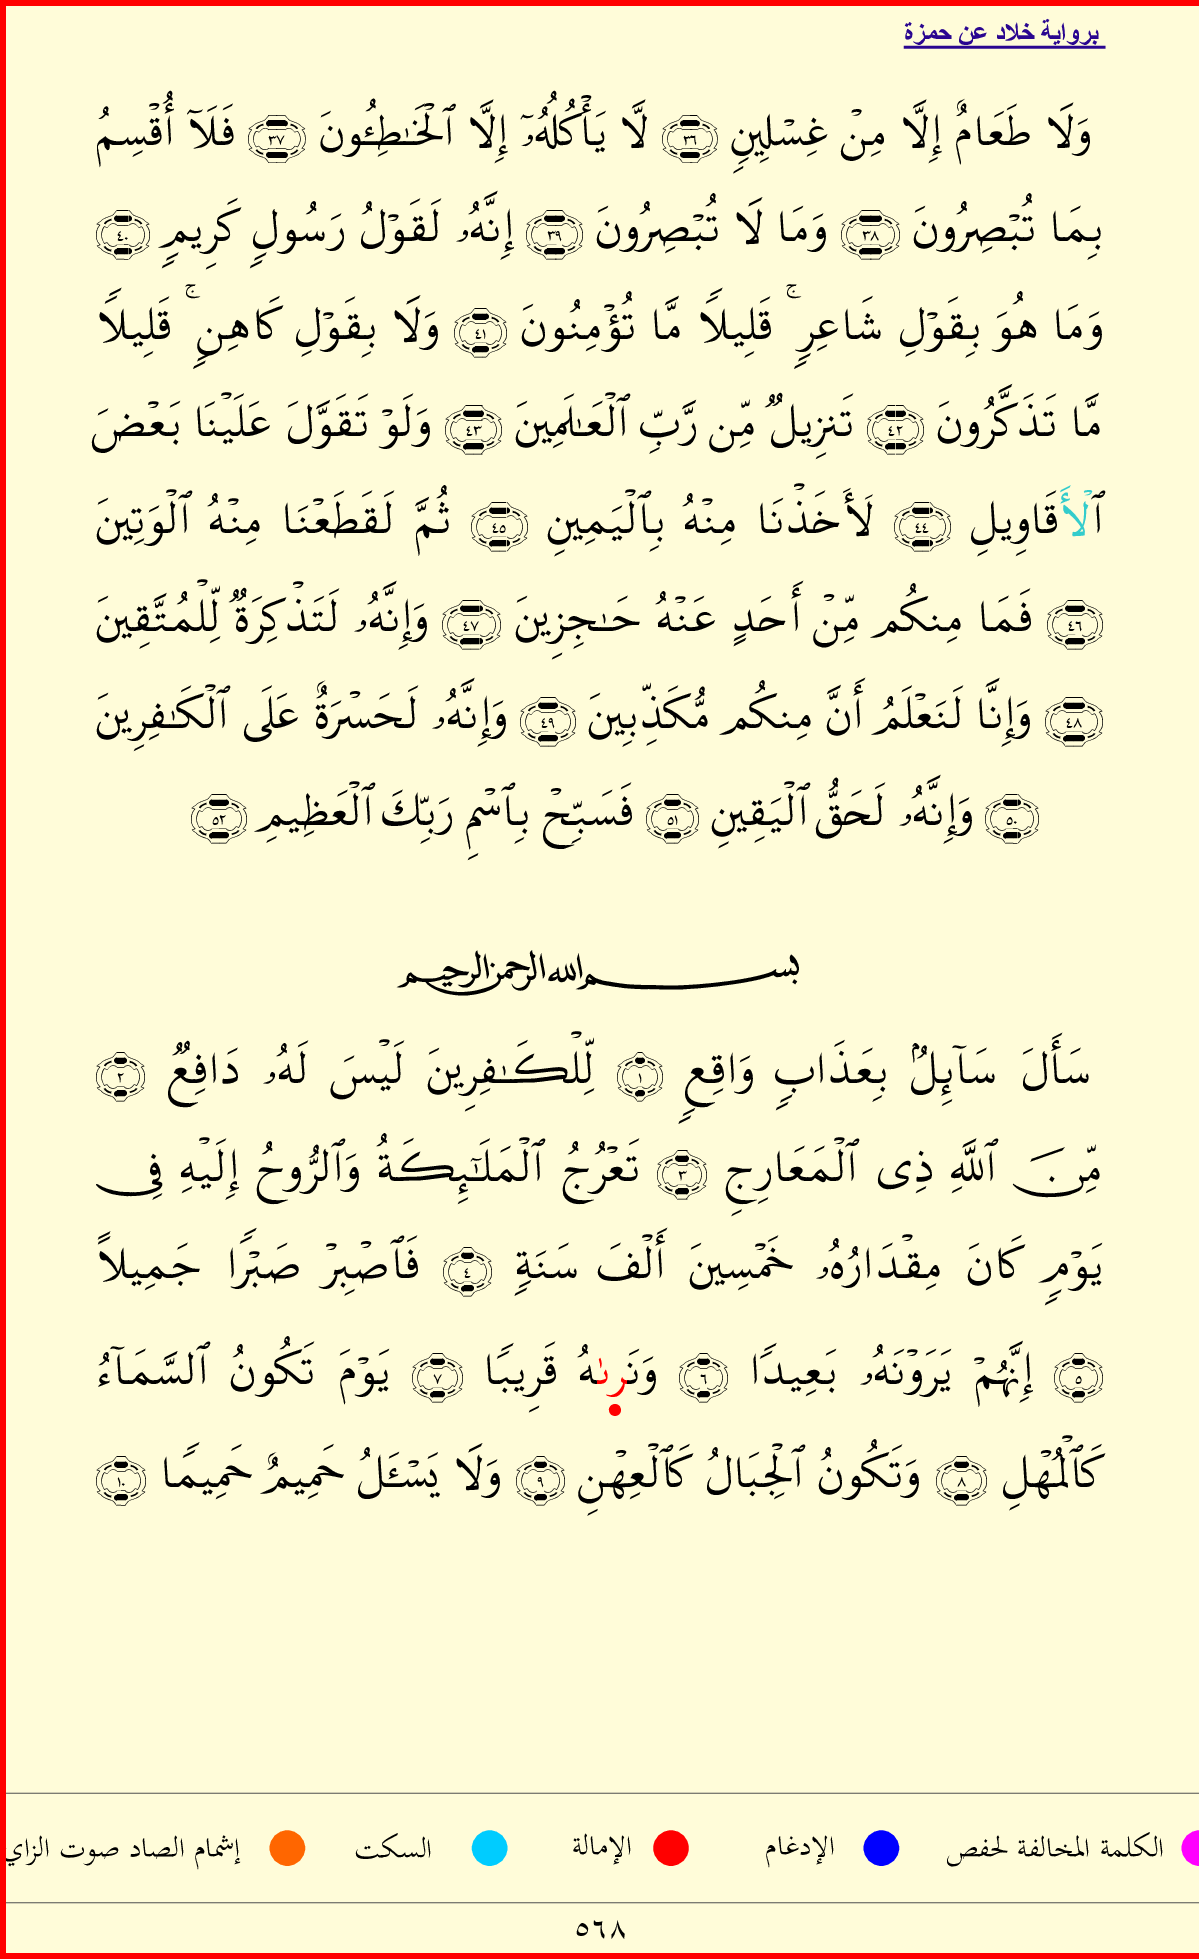 برواية خلاد عن حمزة
وَلَا طَعَامٌ إِلَّا مِنْ غِسْلِينٍ ٣٦ لَّا يَأْكُلُهُۥٓ إِلَّا ٱلْخَـٰطِـُٔونَ ٣٧ فَلَآ أُقْسِمُ
بِمَا تُبْصِرُونَ ٣٨ وَمَا لَا تُبْصِرُونَ ٣٩ إِنَّهُۥ لَقَوْلُ رَسُولٍ كَرِيمٍ ٤٠
وَمَا هُوَ بِقَوْلِ شَاعِرٍ ۚ قَلِيلًا مَّا تُؤْمِنُونَ ٤١ وَلَا بِقَوْلِ كَاهِنٍ ۚ قَلِيلًا
مَّا تَذَكَّرُونَ ٤٢ تَنزِيلٌ مِّن رَّبِّ ٱلْعَـٰلَمِينَ ٤٣ وَلَوْ تَقَوَّلَ عَلَيْنَا بَعْضَ
ٱلْأَقَاوِيلِ ٤٤ لَأَخَذْنَا مِنْهُ بِٱلْيَمِينِ ٤٥ ثُمَّ لَقَطَعْنَا مِنْهُ ٱلْوَتِينَ
٤٦ فَمَا مِنكُم مِّنْ أَحَدٍ عَنْهُ حَـٰجِزِينَ ٤٧ وَإِنَّهُۥ لَتَذْكِرَةٌ لِّلْمُتَّقِينَ
٤٨ وَإِنَّا لَنَعْلَمُ أَنَّ مِنكُم مُّكَذِّبِينَ ٤٩ وَإِنَّهُۥ لَحَسْرَةٌ عَلَى ٱلْكَـٰفِرِينَ
٥٠ وَإِنَّهُۥ لَحَقُّ ٱلْيَقِينِ ٥١ فَسَبِّحْ بِٱسْمِ رَبِّكَ ٱلْعَظِيمِ ٥٢
بسم الله الرحمن الرحيم
سَأَلَ سَآئِلٌۢ بِعَذَابٍ وَاقِعٍ ١ لِّلْكَـٰفِرِينَ لَيْسَ لَهُۥ دَافِعٌ ٢
مِّنَ ٱللَّهِ ذِى ٱلْمَعَارِجِ ٣ تَعْرُجُ ٱلْمَلَـٰٓئِكَةُ وَٱلرُّوحُ إِلَيْهِ فِى
يَوْمٍ كَانَ مِقْدَارُهُۥ خَمْسِينَ أَلْفَ سَنَةٍ ٤ فَٱصْبِرْ صَبْرًا جَمِيلًا
٥ إِنَّهُمْ يَرَوْنَهُۥ بَعِيدًا ٦ وَنَرىٰهُ قَرِيبًا ٧ يَوْمَ تَكُونُ ٱلسَّمَآءُ
كَٱلْمُهْلِ ٨ وَتَكُونُ ٱلْجِبَالُ كَٱلْعِهْنِ ٩ وَلَا يَسْـَٔلُ حَمِيمٌ حَمِيمًا ١٠
الكلمة المخالفة لحفص الإدغام الإمالة السكت إشمام الصاد صوت الزاي
٥٦٨